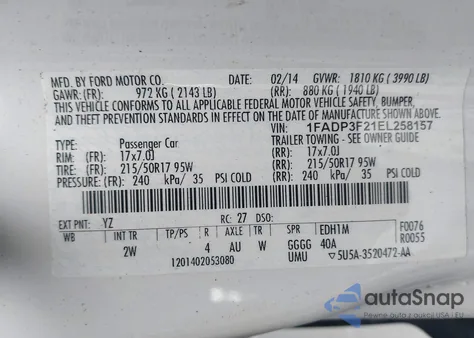 MFD. BY FORD MOTOR CO. DATE: 02/14 GVWR: 1810 KG (3990 LB)
GAWR: (FR): 972 KG (2143 LB) (RR): 880 KG (1940 LB)
THIS VEHICLE CONFORMS TO ALL APPLICABLE FEDERAL MOTOR VEHICLE SAFETY, BUMPER,
AND THEFT PREVENTION STANDARDS IN EFFECT ON THE DATE OF MANUFACTURE SHOWN ABOVE.
VIN: 1FADP3F21EL258157
TYPE: Passenger Car TRAILER TOWING - SEE OWNER GUIDE
RIM: (FR): 17x7.0J (RR): 17x7.0J
TIRE: (FR): 215/50R17 95W (RR): 215/50R17 95W
PRESSURE: (FR): 240 kPa/ 35 PSI COLD (RR): 240 kPa/ 35 PSI COLD
EXT PNT: YZ RC: 27 DSO: F0076
WB INT TR TP/PS R AXLE TR SPR EDH1M R0055
2W 4 AU W GGGG 40A
1201402053080 UMU ▽5U5A-3520472-AA
autaSnap
Pewne auto z USA i EU